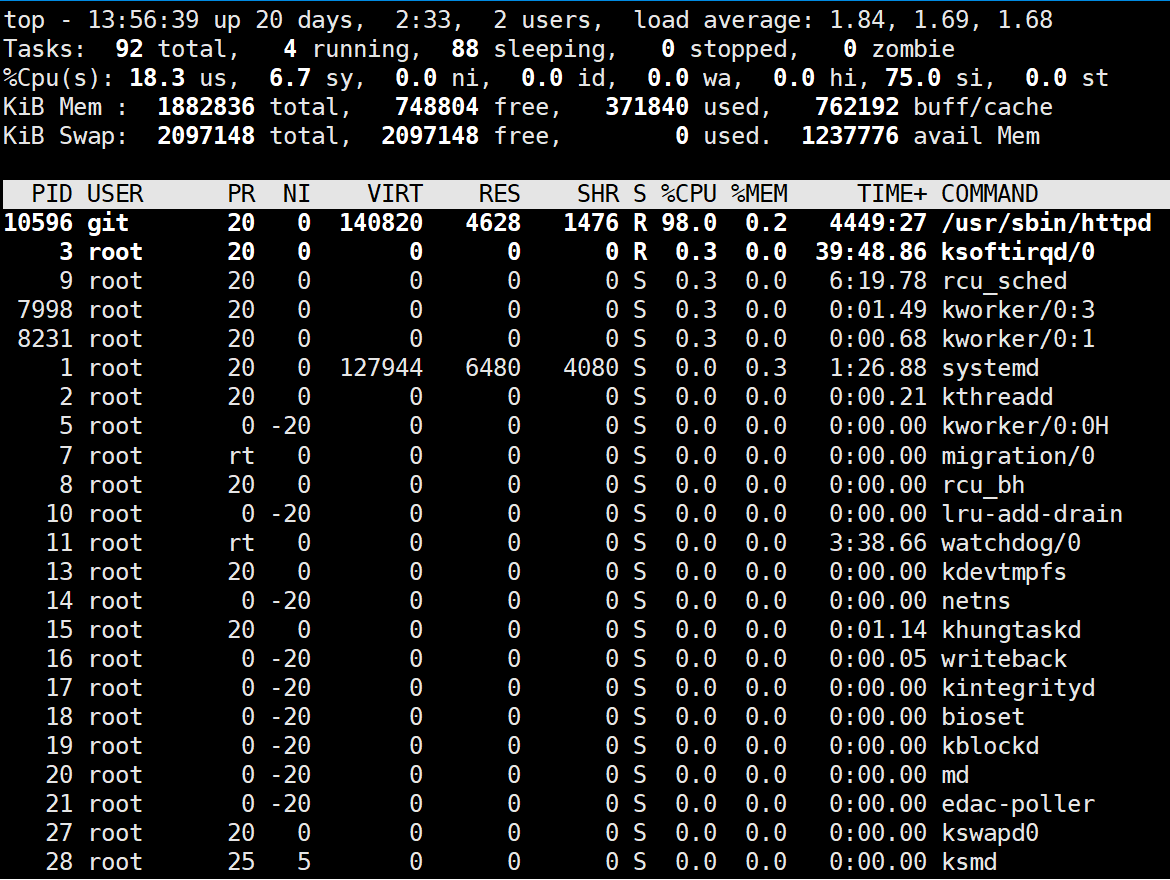 top - 13:56:39 up 20 days,  2:33,  2 users,  load average: 1.84, 1.69, 1.68
Tasks:  92 total,   4 running,  88 sleeping,   0 stopped,   0 zombie
%Cpu(s): 18.3 us,  6.7 sy,  0.0 ni,  0.0 id,  0.0 wa,  0.0 hi, 75.0 si,  0.0 st
KiB Mem :  1882836 total,   748804 free,   371840 used,   762192 buff/cache
KiB Swap:  2097148 total,  2097148 free,        0 used.  1237776 avail Mem
  PID USER      PR  NI    VIRT    RES    SHR S %CPU %MEM     TIME+ COMMAND
10596 git       20   0  140820   4628   1476 R 98.0  0.2   4449:27 /usr/sbin/httpd
    3 root      20   0       0      0      0 R  0.3  0.0  39:48.86 ksoftirqd/0
    9 root      20   0       0      0      0 S  0.3  0.0   6:19.78 rcu_sched
 7998 root      20   0       0      0      0 S  0.3  0.0   0:01.49 kworker/0:3
 8231 root      20   0       0      0      0 S  0.3  0.0   0:00.68 kworker/0:1
    1 root      20   0  127944   6480   4080 S  0.0  0.3   1:26.88 systemd
    2 root      20   0       0      0      0 S  0.0  0.0   0:00.21 kthreadd
    5 root       0 -20       0      0      0 S  0.0  0.0   0:00.00 kworker/0:0H
    7 root      rt   0       0      0      0 S  0.0  0.0   0:00.00 migration/0
    8 root      20   0       0      0      0 S  0.0  0.0   0:00.00 rcu_bh
   10 root       0 -20       0      0      0 S  0.0  0.0   0:00.00 lru-add-drain
   11 root      rt   0       0      0      0 S  0.0  0.0   3:38.66 watchdog/0
   13 root      20   0       0      0      0 S  0.0  0.0   0:00.00 kdevtmpfs
   14 root       0 -20       0      0      0 S  0.0  0.0   0:00.00 netns
   15 root      20   0       0      0      0 S  0.0  0.0   0:01.14 khungtaskd
   16 root       0 -20       0      0      0 S  0.0  0.0   0:00.05 writeback
   17 root       0 -20       0      0      0 S  0.0  0.0   0:00.00 kintegrityd
   18 root       0 -20       0      0      0 S  0.0  0.0   0:00.00 bioset
   19 root       0 -20       0      0      0 S  0.0  0.0   0:00.00 kblockd
   20 root       0 -20       0      0      0 S  0.0  0.0   0:00.00 md
   21 root       0 -20       0      0      0 S  0.0  0.0   0:00.00 edac-poller
   27 root      20   0       0      0      0 S  0.0  0.0   0:00.00 kswapd0
   28 root      25   5       0      0      0 S  0.0  0.0   0:00.00 ksmd